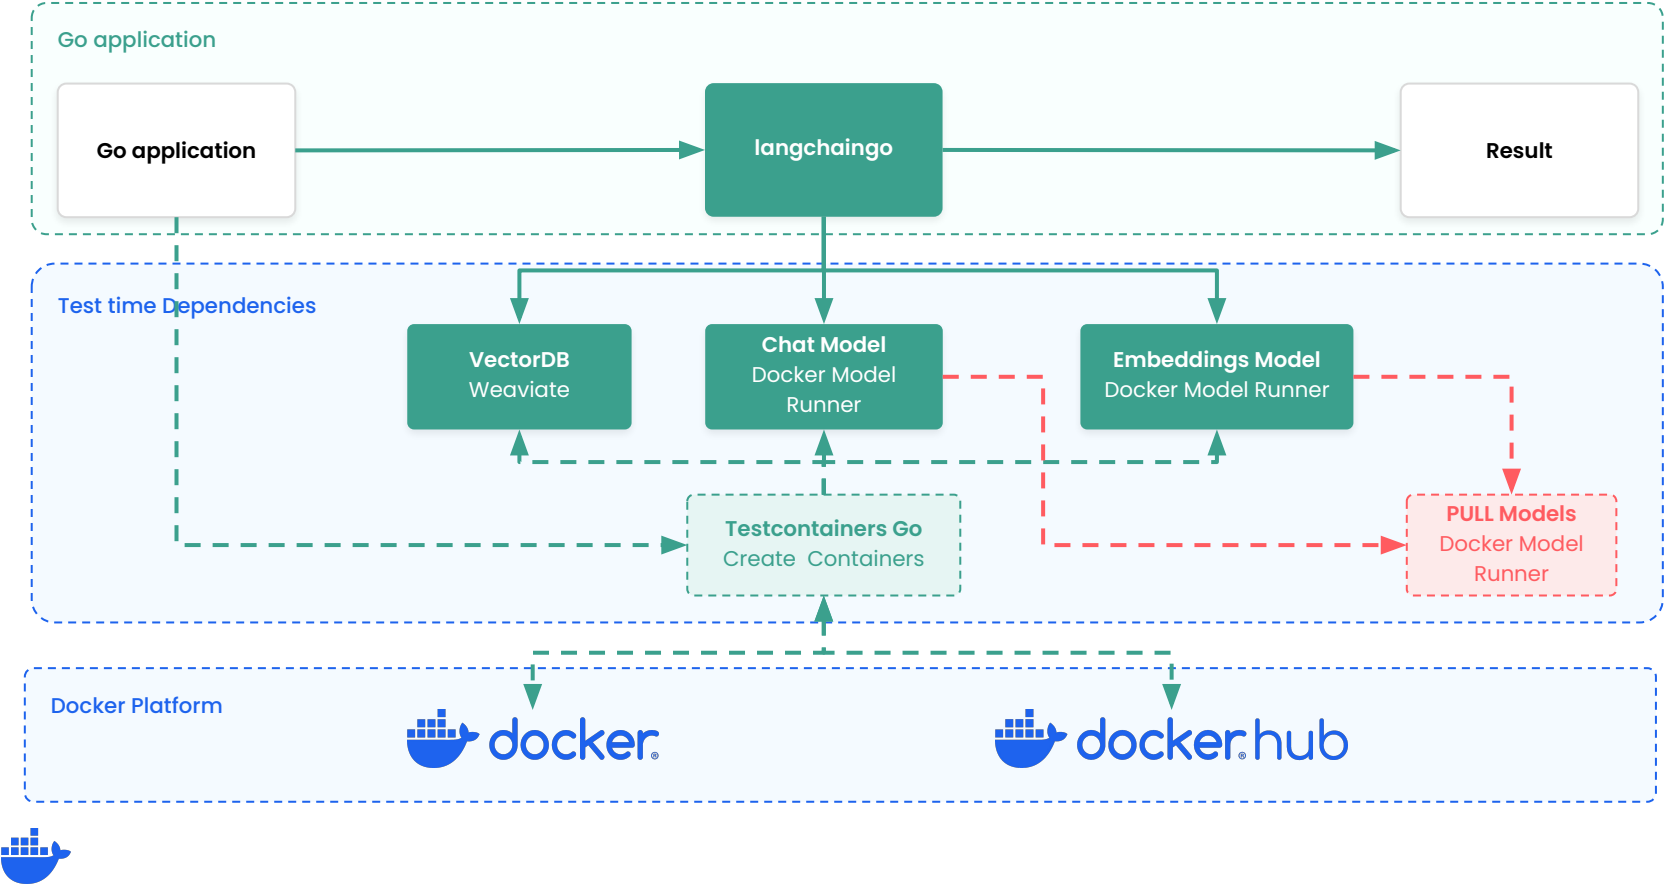 Go application
Go application
langchaingo
Result
Test time Dependencies
VectorDB
Weaviate
Chat Model
Docker Model
Runner
Embeddings Model
Docker Model Runner
Testcontainers Go
Create  Containers
PULL Models
Docker Model
Runner
Docker Platform
docker®
docker®hub